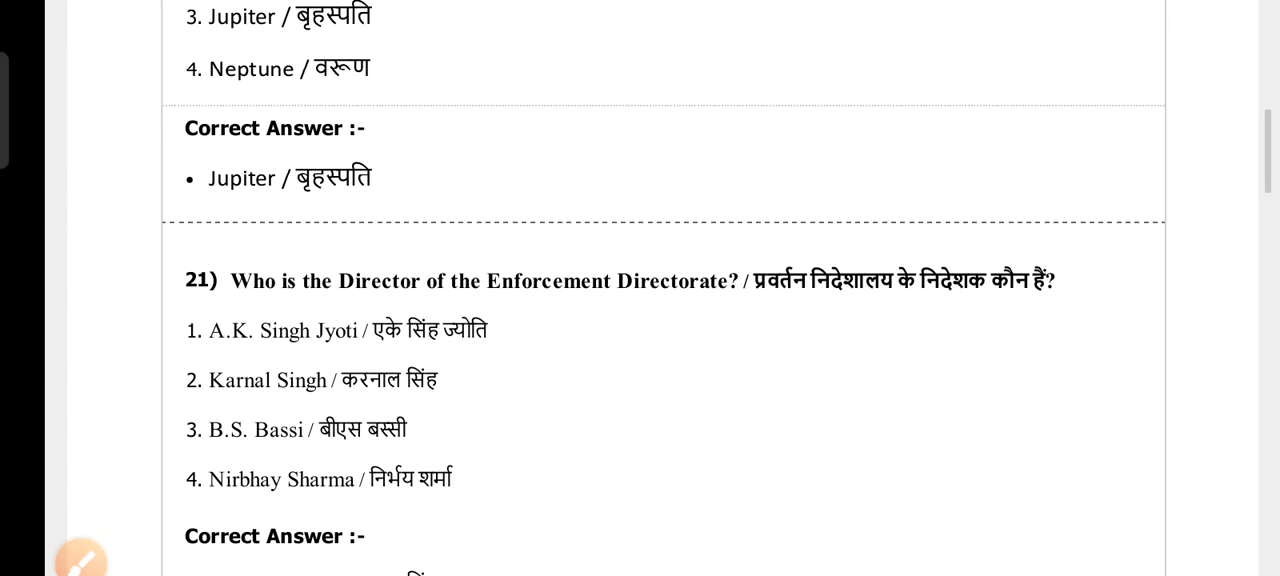 3. Jupiter / बृहस्पति
4. Neptune / वरूण
Correct Answer :-
• Jupiter / बृहस्पति
21) Who is the Director of the Enforcement Directorate? / प्रवर्तन निदेशालय के निदेशक कौन हैं?
1. A.K. Singh Jyoti / एके सिंह ज्योति
2. Karnal Singh / करनाल सिंह
3. B.S. Bassi / बीएस बस्सी
4. Nirbhay Sharma / निर्भय शर्मा
Correct Answer :-